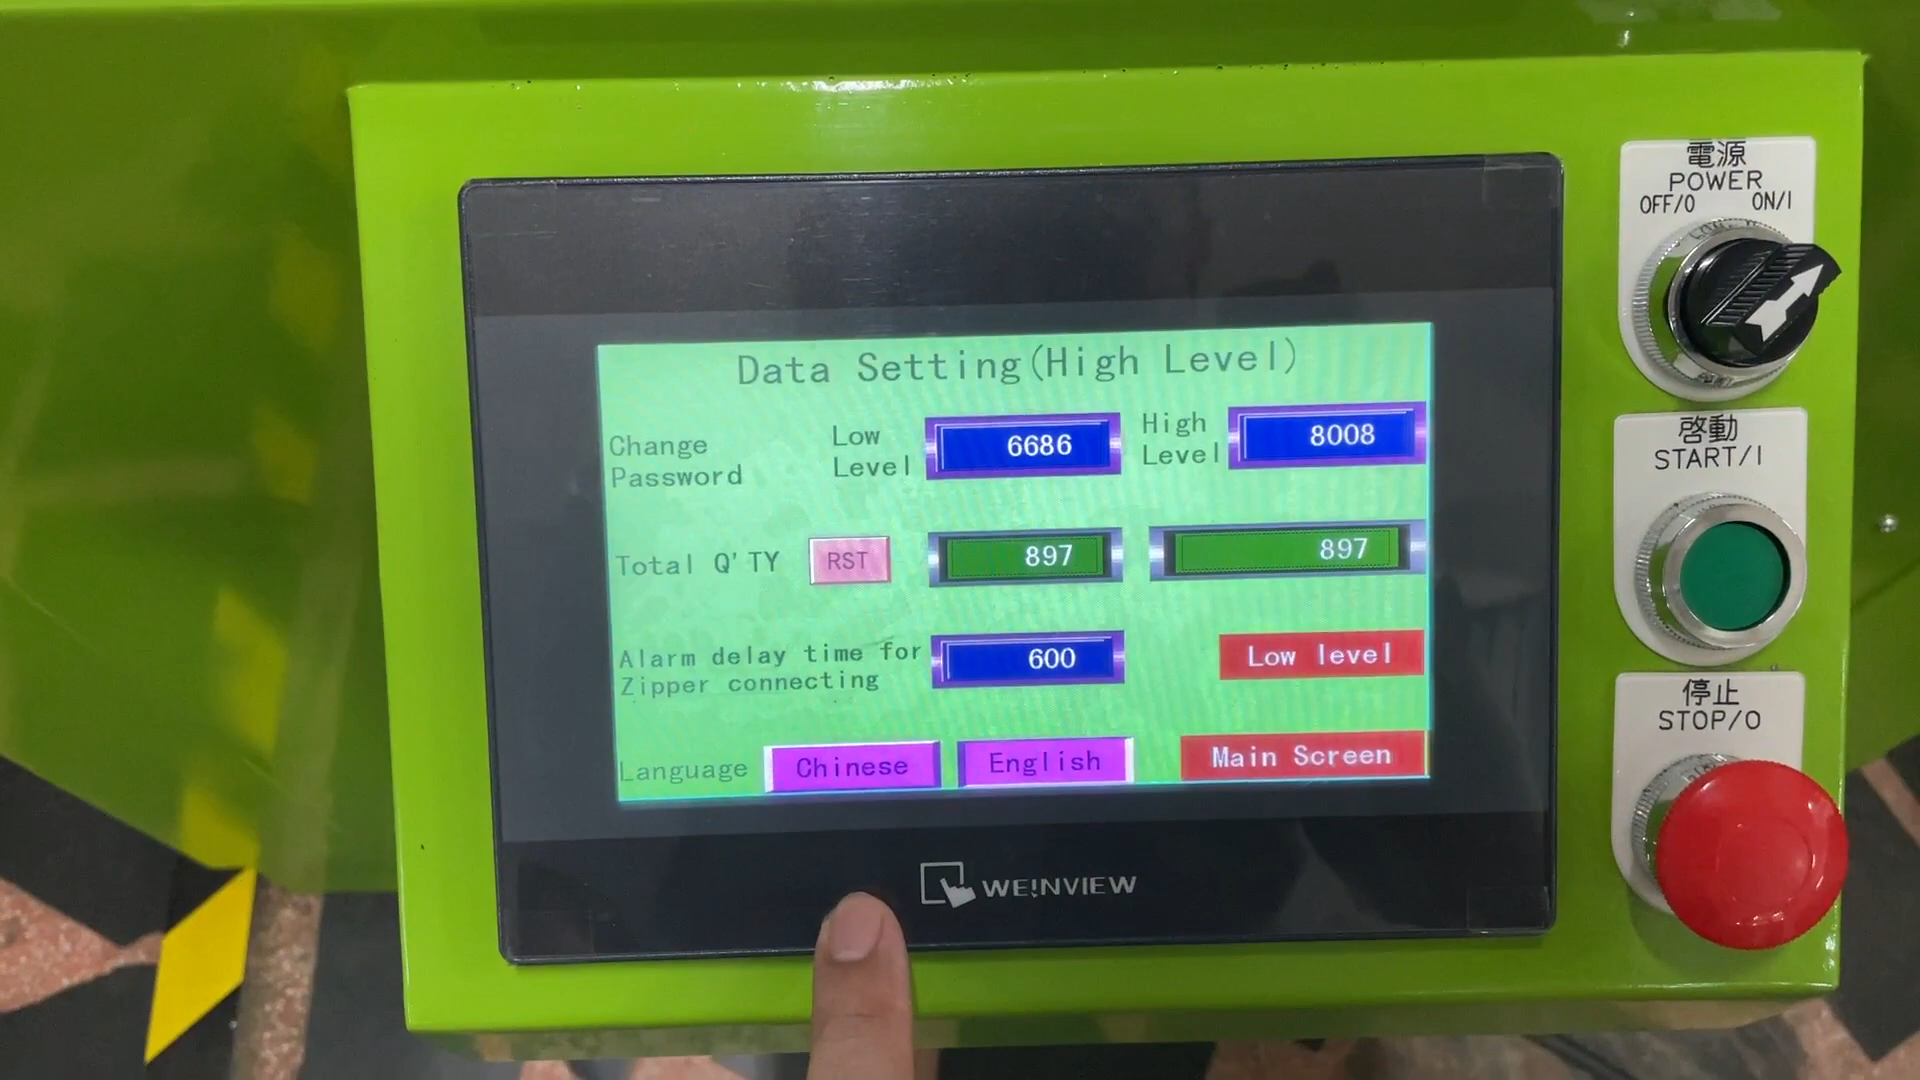 Data Setting(High Level)
Change Password
Low Level
6686
High Level
8008
Total Q'TY
RST
897
897
Alarm delay time for
Zipper connecting
600
Low level
Language
Chinese
English
Main Screen
WE!NVIEW
電源
POWER
OFF/O ON/I
啓動
START/I
停止
STOP/O